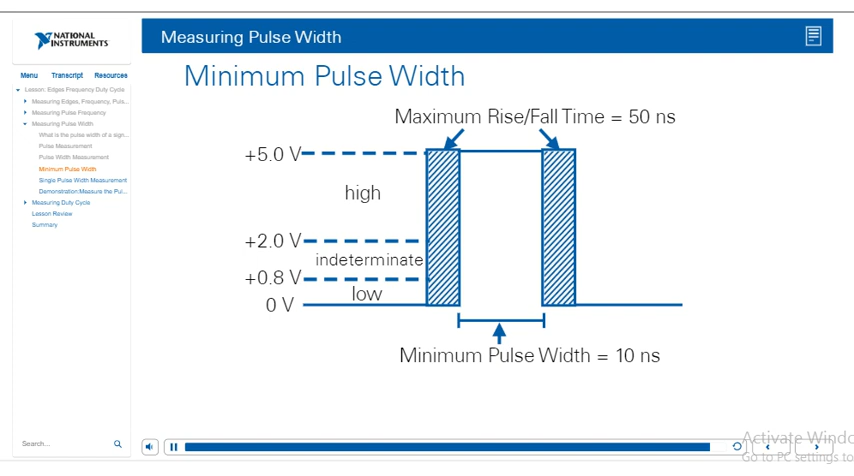 NATIONAL
INSTRUMENTS
Measuring Pulse Width
Menu Transcript Resources
Lesson: Edges Frequency Duty Cycle
Measuring Edges, Frequency, Puls...
Measuring Pulse Frequency
Measuring Pulse Width
What is the pulse width of a sign...
Pulse Measurement
Pulse Width Measurement
Minimum Pulse Width
Single Pulse Width Measurement
Demonstration:Measure the Pul...
Measuring Duty Cycle
Lesson Review
Summary
Search...
Minimum Pulse Width
Maximum Rise/Fall Time = 50 ns
+5.0 V
high
+2.0 V
indeterminate
+0.8 V
low
0 V
Minimum Pulse Width = 10 ns
Activate Windo
Go to PC settings to